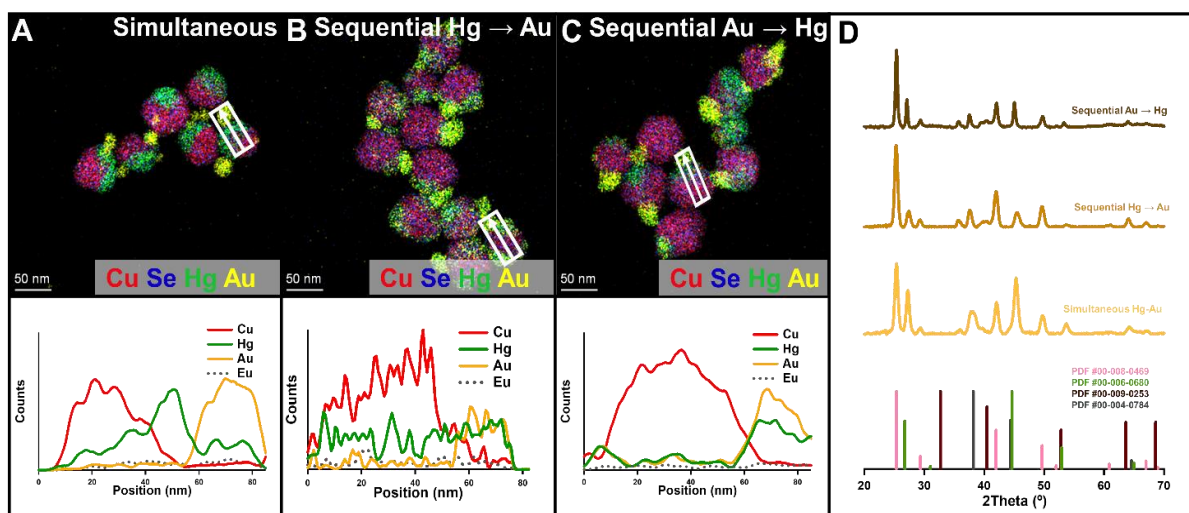 A Simultaneous
50 nm
Cu Se Hg Au
B Sequential Hg → Au
50 nm
Cu Se Hg Au
C Sequential Au → Hg
50 nm
Cu Se Hg Au
Counts
Cu
Hg
Au
Eu
0 20 40 60 80
Position (nm)
Counts
Cu
Hg
Au
Eu
0 20 40 60 80
Position (nm)
Counts
Cu
Hg
Au
Eu
0 20 40 60 80
Position (nm)
D
Sequential Au → Hg
Sequential Hg → Au
Simultaneous Hg-Au
PDF #00-008-0469
PDF #00-006-0680
PDF #00-009-0253
PDF #00-004-0784
20 30 40 50 60 70
2Theta (º)